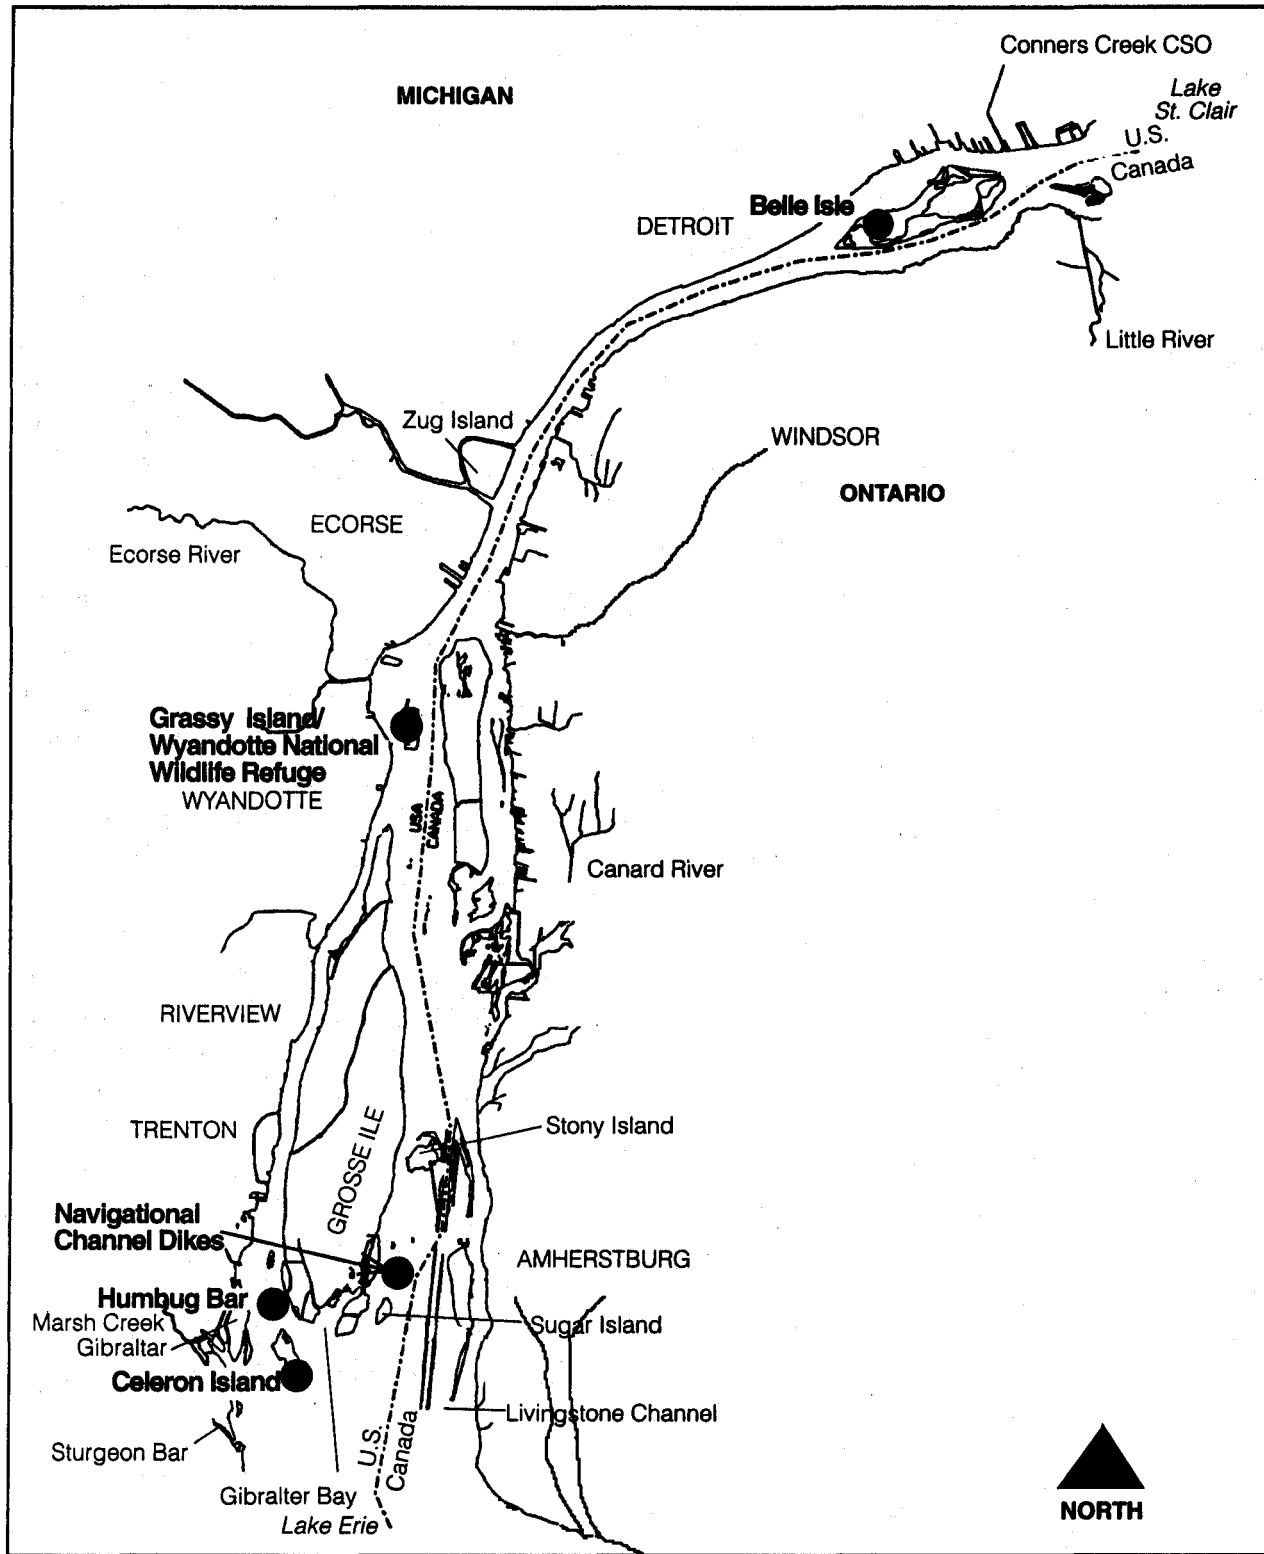 Conners Creek CSO
MICHIGAN
Lake
St. Clair
U.S.
Canada
Belle Isle
DETROIT
Little River
Zug Island
WINDSOR
ONTARIO
ECORSE
Ecorse River
Grassy Island/
Wyandotte National
Wildlife Refuge
WYANDOTTE
USA
CANADA
Canard River
RIVERVIEW
TRENTON
GROSSE ILE
Stony Island
Navigational
Channel Dikes
AMHERSTBURG
Humbug Bar
Marsh Creek
Gibraltar
Sugar Island
Celeron Island
Livingstone Channel
U.S.
Canada
Sturgeon Bar
Gibralter Bay
Lake Erie
NORTH